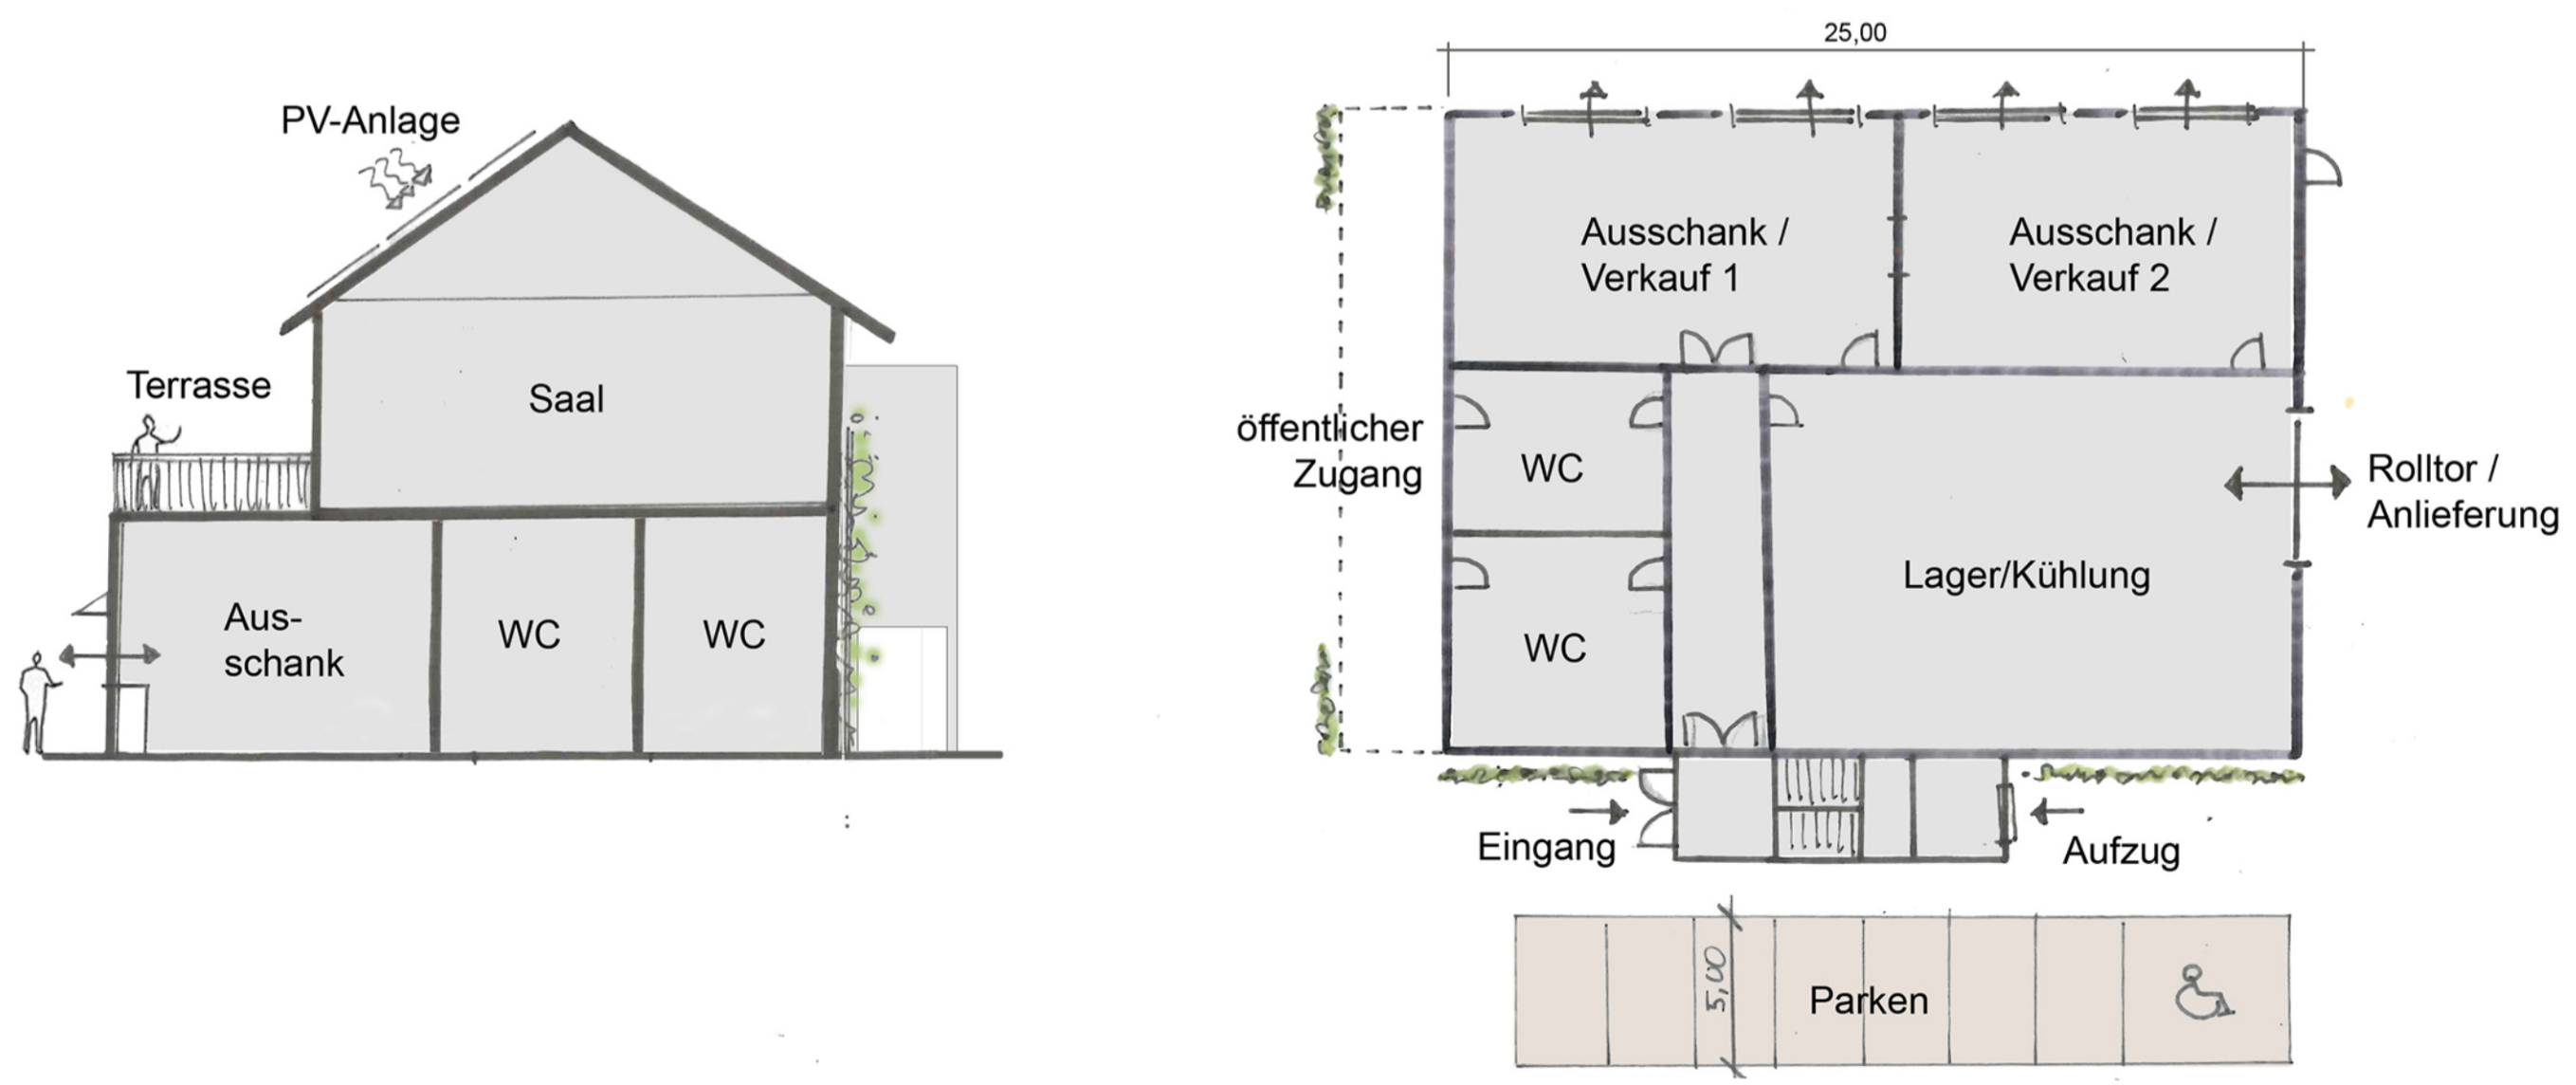 PV-Anlage
Terrasse
Saal
Aus-
schank
WC
WC
25,00
Ausschank /
Verkauf 1
Ausschank /
Verkauf 2
öffentlicher
Zugang
WC
WC
Lager/Kühlung
Rolltor /
Anlieferung
Eingang
Aufzug
5,00
Parken